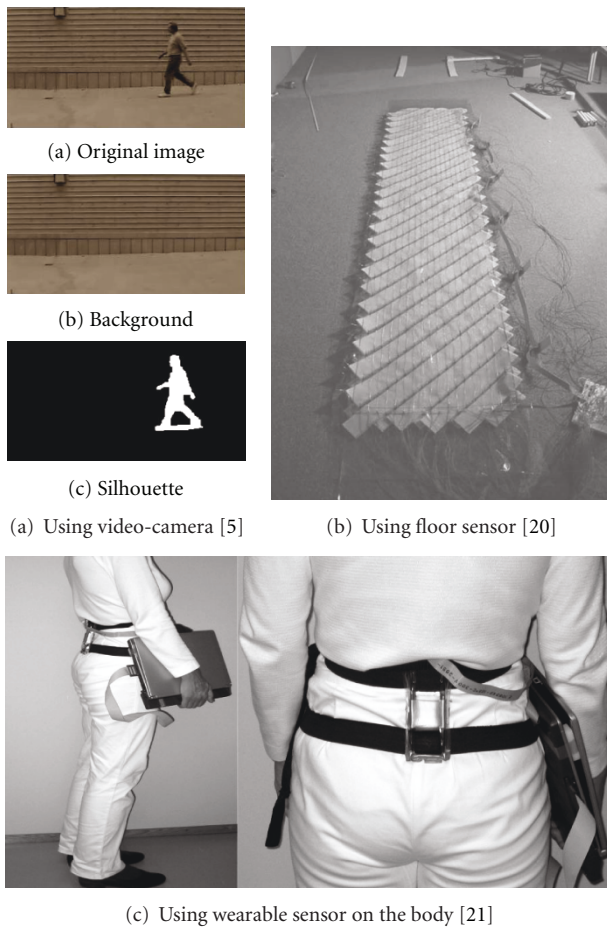 (a) Original image
(b) Background
(c) Silhouette
(a) Using video-camera [5]
(b) Using floor sensor [20]
(c) Using wearable sensor on the body [21]